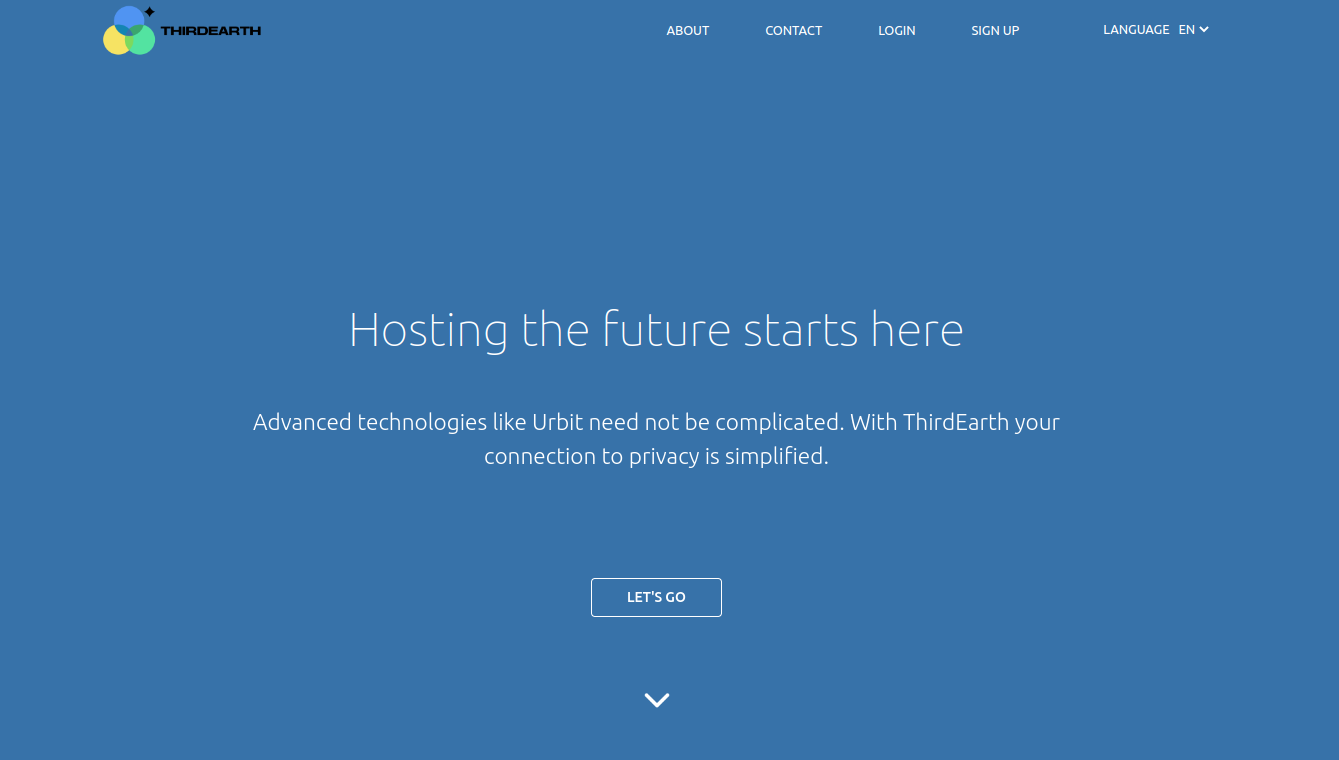 THIRDEARTH
ABOUT
CONTACT
LOGIN
SIGN UP
LANGUAGE EN
Hosting the future starts here
Advanced technologies like Urbit need not be complicated. With ThirdEarth your
connection to privacy is simplified.
LET'S GO